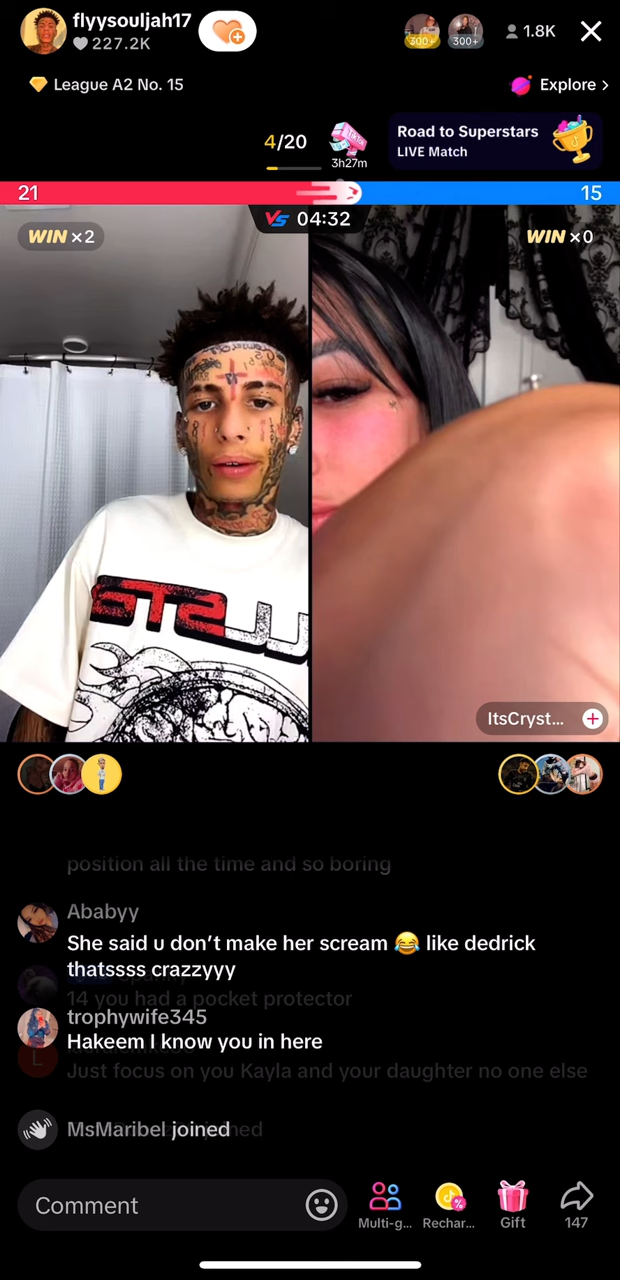 flyysouljah17
227.2K
300+
300+
1.8K
League A2 No. 15
Explore >
4/20
3h27m
Road to Superstars
LIVE Match
21
15
VS 04:32
WIN ×2
WIN ×0
ItsCryst...
position all the time and so boring
Ababyy
She said u don't make her scream 😂 like dedrick
thatssss crazzyyy
14 you had a pocket protector
trophywife345
Hakeem I know you in here
L
Just focus on you Kayla and your daughter no one else
MsMaribel joined
Comment
Multi-g...
Rechar...
Gift
147